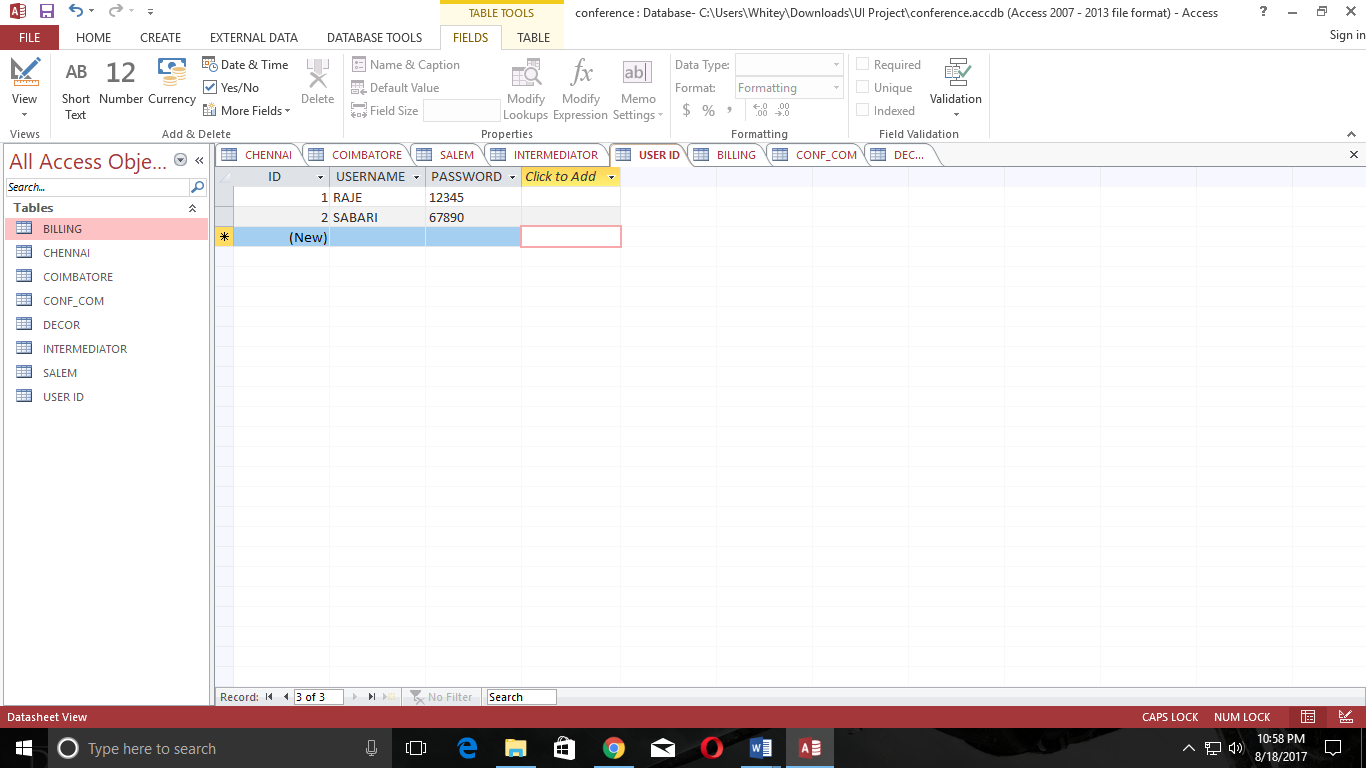 TABLE TOOLS
conference : Database- C:\Users\Whitey\Downloads\UI Project\conference.accdb (Access 2007 - 2013 file format) - Access
?
FILE HOME CREATE EXTERNAL DATA DATABASE TOOLS FIELDS TABLE Sign in
View
Views
AB Short Text
12 Number
Currency
Date & Time
Yes/No
More Fields
Delete
Add & Delete
Name & Caption
Default Value
Field Size
Modify Lookups
fx Modify Expression
ab| Memo Settings
Properties
Data Type:
Format: Formatting
$ % , ←.0 .00 .00 →.0
Formatting
Required
Unique
Indexed
Validation
Field Validation
All Access Obje...
Search...
Tables
BILLING
CHENNAI
COIMBATORE
CONF_COM
DECOR
INTERMEDIATOR
SALEM
USER ID
CHENNAI COIMBATORE SALEM INTERMEDIATOR USER ID BILLING CONF_COM DEC...
ID USERNAME PASSWORD Click to Add
1 RAJE 12345
2 SABARI 67890
(New)
Record: 3 of 3 No Filter Search
Datasheet View CAPS LOCK NUM LOCK
Type here to search
10:58 PM
8/18/2017